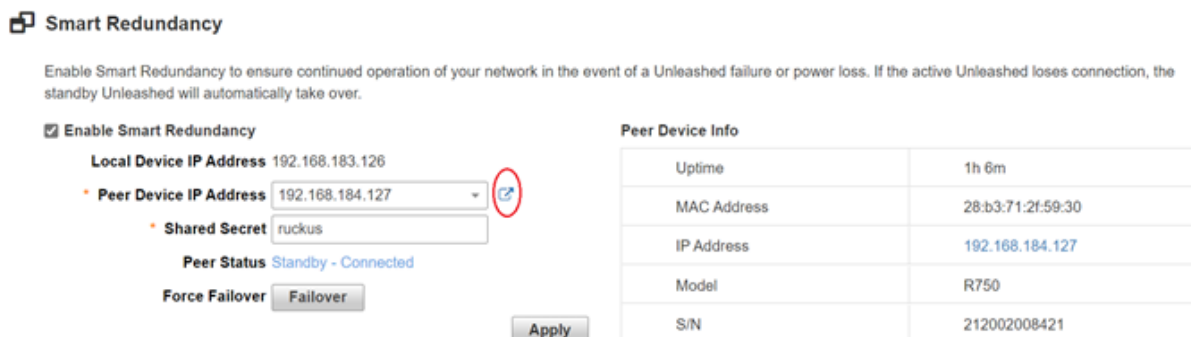 Smart Redundancy
Enable Smart Redundancy to ensure continued operation of your network in the event of a Unleashed failure or power loss. If the active Unleashed loses connection, the
standby Unleashed will automatically take over.
Enable Smart Redundancy
Local Device IP Address 192.168.183.126
* Peer Device IP Address 192.168.184.127
* Shared Secret ruckus
Peer Status Standby - Connected
Force Failover Failover
Apply
Peer Device Info
Uptime 1h 6m
MAC Address 28:b3:71:2f:59:30
IP Address 192.168.184.127
Model R750
S/N 212002008421